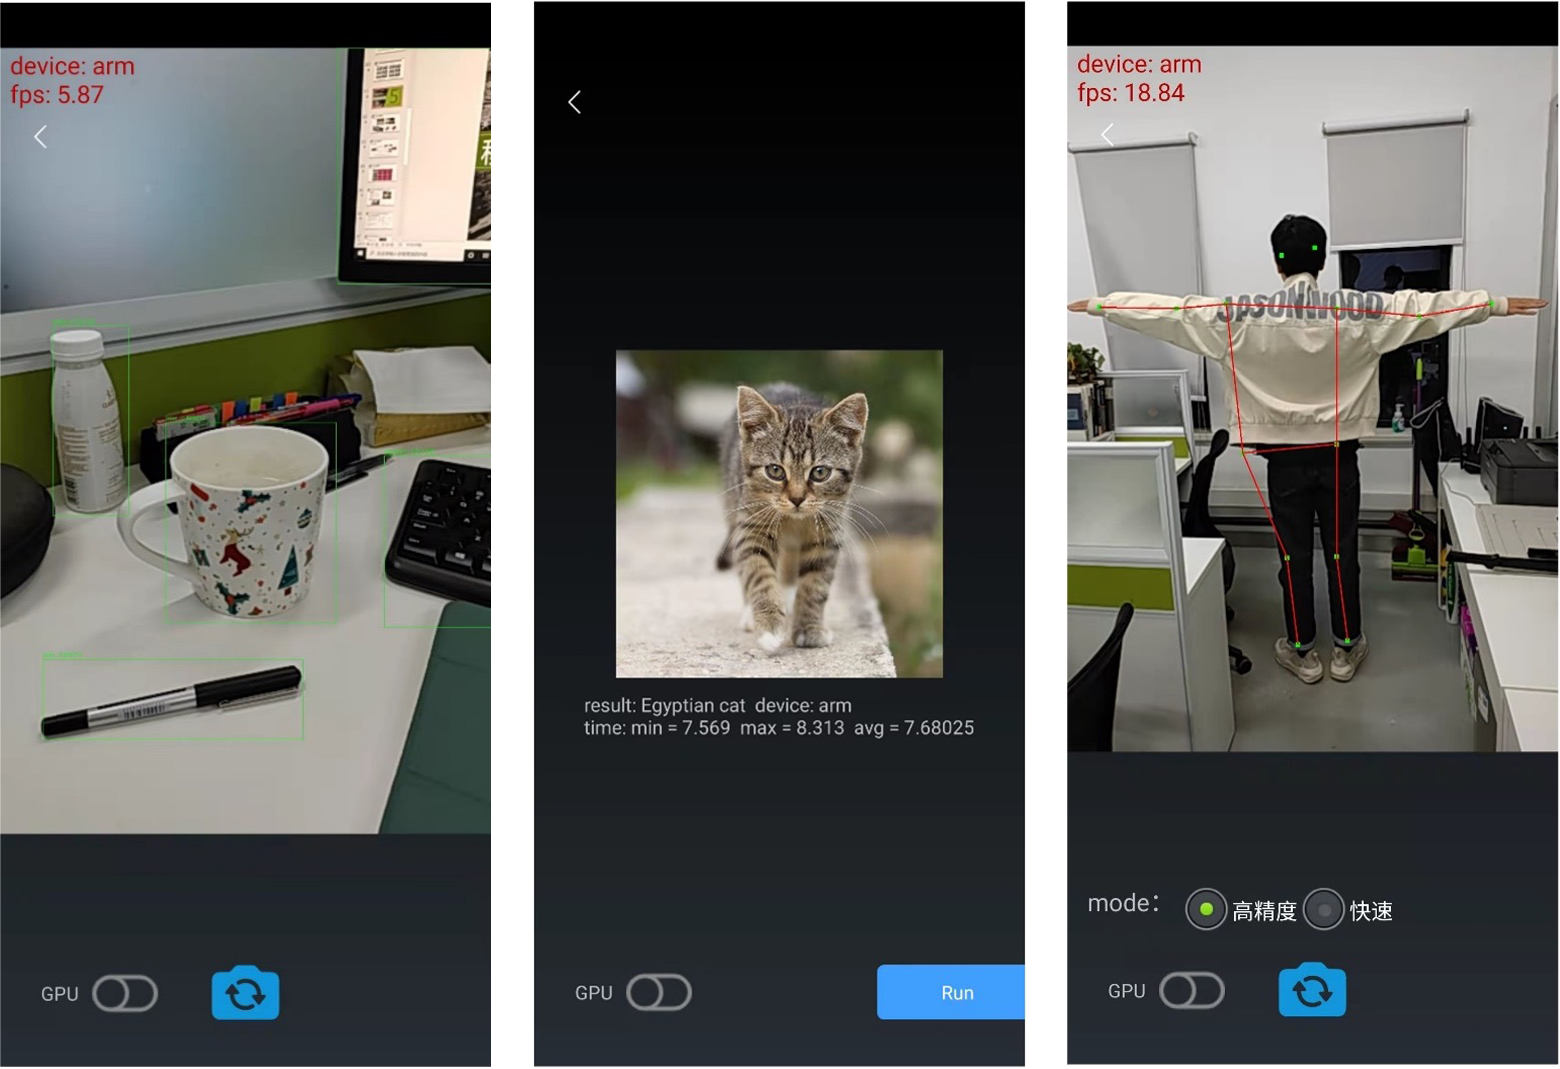 device: arm
fps: 5.87
GPU
result: Egyptian cat device: arm
time: min = 7.569 max = 8.313 avg = 7.68025
GPU
Run
device: arm
fps: 18.84
JASONWOOD
mode：
高精度
快速
GPU